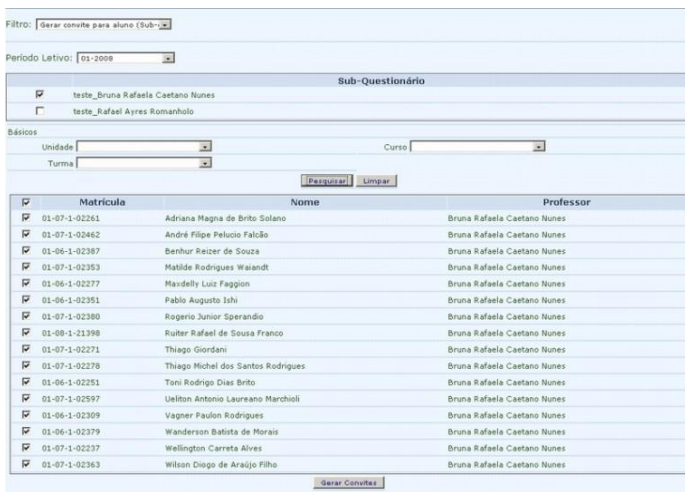 Filtro: Gerar convite para aluno (Sub-
Período Letivo: 01-2008
Sub-Questionário
teste_Bruna Rafaela Caetano Nunes
teste_Rafael Ayres Romanholo
Básicos
Unidade Curso
Turma
Pesquisar Limpar
Matrícula Nome Professor
01-07-1-02261 Adriana Magna de Brito Solano Bruna Rafaela Caetano Nunes
01-07-1-02462 André Filipe Pelucio Falcão Bruna Rafaela Caetano Nunes
01-06-1-02387 Benhur Reizer de Souza Bruna Rafaela Caetano Nunes
01-07-1-02353 Matilde Rodrigues Waiandt Bruna Rafaela Caetano Nunes
01-06-1-02277 Maxdelly Luiz Faggion Bruna Rafaela Caetano Nunes
01-06-1-02351 Pablo Augusto Ishi Bruna Rafaela Caetano Nunes
01-07-1-02380 Rogerio Junior Sperandio Bruna Rafaela Caetano Nunes
01-08-1-21398 Ruiter Rafael de Sousa Franco Bruna Rafaela Caetano Nunes
01-07-1-02271 Thiago Giordani Bruna Rafaela Caetano Nunes
01-07-1-02278 Thiago Michel dos Santos Rodrigues Bruna Rafaela Caetano Nunes
01-06-1-02251 Toni Rodrigo Dias Brito Bruna Rafaela Caetano Nunes
01-07-1-02597 Ueliton Antonio Laureano Marchioli Bruna Rafaela Caetano Nunes
01-06-1-02309 Vagner Paulon Rodrigues Bruna Rafaela Caetano Nunes
01-06-1-02379 Wanderson Batista de Morais Bruna Rafaela Caetano Nunes
01-07-1-02237 Wellington Carreta Alves Bruna Rafaela Caetano Nunes
01-07-1-02363 Wilson Diogo de Araújo Filho Bruna Rafaela Caetano Nunes
Gerar Convites